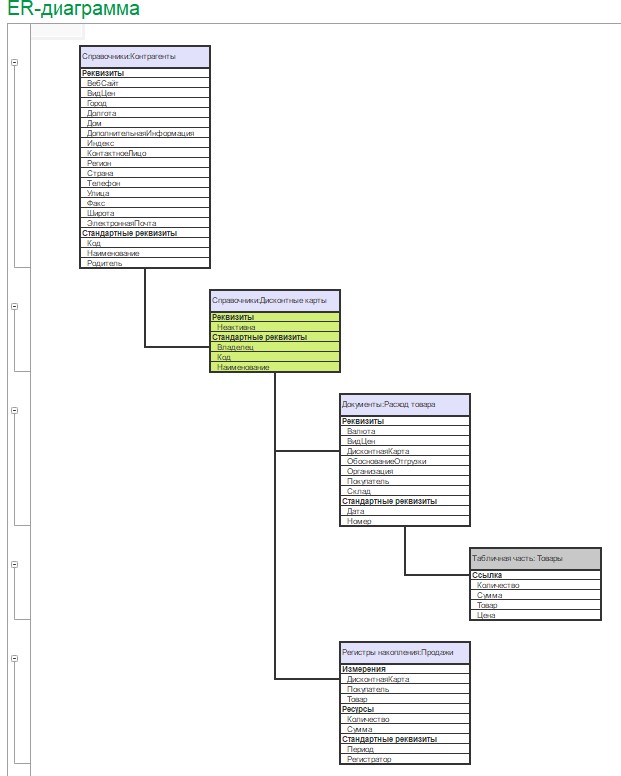 ER-диаграмма
Справочники:Контрагенты
Реквизиты
ВебСайт
ВидЦен
Город
Долгота
Дом
ДополнительнаяИнформация
Индекс
КонтактноеЛицо
Регион
Страна
Телефон
Улица
Факс
Широта
ЭлектроннаяПочта
Стандартные реквизиты
Код
Наименование
Родитель
Справочники:Дисконтные карты
Реквизиты
Неактивна
Стандартные реквизиты
Владелец
Код
Наименование
Документы:Расход товара
Реквизиты
Валюта
ВидЦен
ДисконтнаяКарта
ОбоснованиеОтгрузки
Организация
Покупатель
Склад
Стандартные реквизиты
Дата
Номер
Табличная часть: Товары
Ссылка
Количество
Сумма
Товар
Цена
Регистры накопления:Продажи
Измерения
ДисконтнаяКарта
Покупатель
Товар
Ресурсы
Количество
Сумма
Стандартные реквизиты
Период
Регистратор